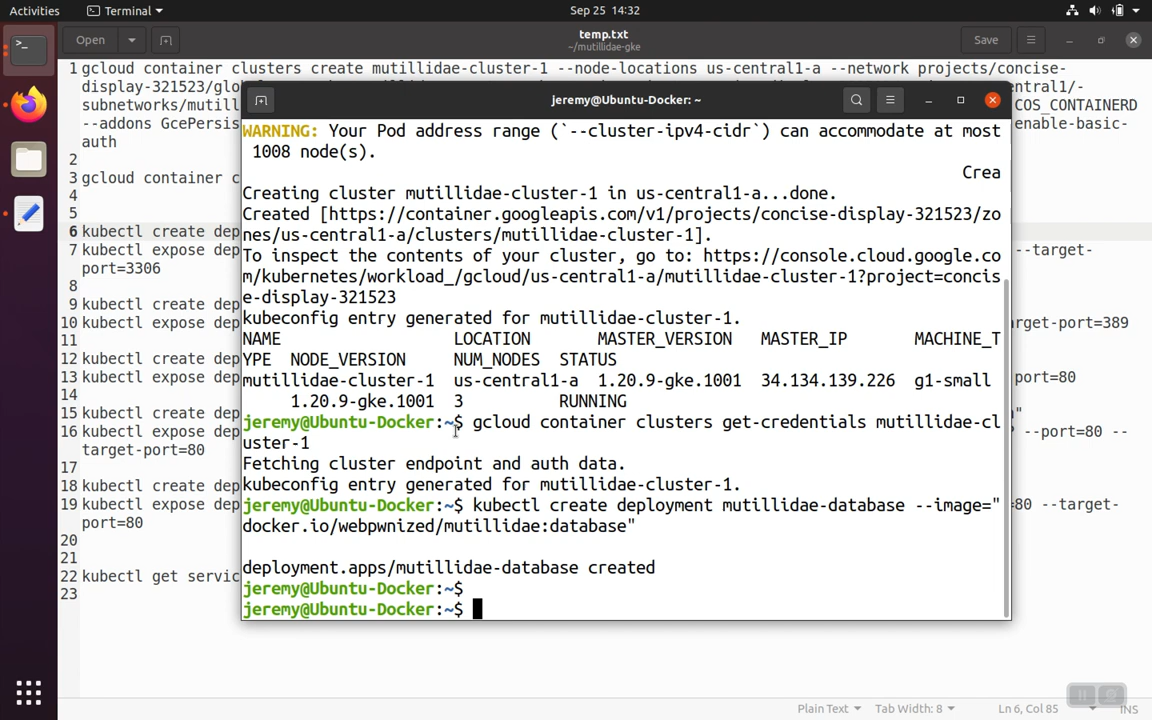 Activities
Terminal
Sep 25 14:32
Open
temp.txt
~/mutillidae-gke
Save
1 gcloud container clusters create mutillidae-cluster-1 --node-locations us-central1-a --network projects/concise-
display-321523/glo
central1/-
subnetworks/mutill
COS_CONTAINERD
--addons GcePersis
enable-basic-
auth
2
3 gcloud container c
4
5
6 kubectl create dep
7 kubectl expose dep
--target-
port=3306
8
9 kubectl create dep
10 kubectl expose dep
rget-port=389
11
12 kubectl create dep
13 kubectl expose dep
port=80
14
15 kubectl create dep
"
16 kubectl expose dep
" --port=80 --
target-port=80
17
18 kubectl create dep
19 kubectl expose dep
=80 --target-
port=80
20
21
22 kubectl get servic
23
jeremy@Ubuntu-Docker: ~
WARNING: Your Pod address range (`--cluster-ipv4-cidr`) can accommodate at most
1008 node(s).
Crea
Creating cluster mutillidae-cluster-1 in us-central1-a...done.
Created [https://container.googleapis.com/v1/projects/concise-display-321523/zo
nes/us-central1-a/clusters/mutillidae-cluster-1].
To inspect the contents of your cluster, go to: https://console.cloud.google.co
m/kubernetes/workload_/gcloud/us-central1-a/mutillidae-cluster-1?project=concis
e-display-321523
kubeconfig entry generated for mutillidae-cluster-1.
NAME LOCATION MASTER_VERSION MASTER_IP MACHINE_T
YPE NODE_VERSION NUM_NODES STATUS
mutillidae-cluster-1 us-central1-a 1.20.9-gke.1001 34.134.139.226 g1-small
1.20.9-gke.1001 3 RUNNING
jeremy@Ubuntu-Docker:~$ gcloud container clusters get-credentials mutillidae-cl
uster-1
Fetching cluster endpoint and auth data.
kubeconfig entry generated for mutillidae-cluster-1.
jeremy@Ubuntu-Docker:~$ kubectl create deployment mutillidae-database --image="
docker.io/webpwnized/mutillidae:database"
deployment.apps/mutillidae-database created
jeremy@Ubuntu-Docker:~$
jeremy@Ubuntu-Docker:~$
Plain Text
Tab Width: 8
Ln 6, Col 85
INS